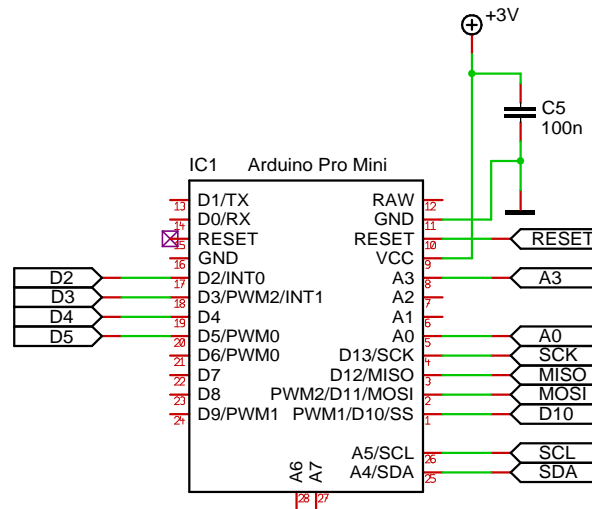 +3V
C5
100n
IC1 Arduino Pro Mini
D1/TX RAW
13 12
D0/RX GND
14 11
RESET RESET RESET
15 10
GND VCC
16 9
D2 D2/INT0 A3 A3
17 8
D3 D3/PWM2/INT1 A2
18 7
D4 D4 A1
19 6
D5 D5/PWM0 A0 A0
20 5
D6/PWM0 D13/SCK SCK
21 4
D7 D12/MISO MISO
22 3
D8 PWM2/D11/MOSI MOSI
23 2
D9/PWM1 PWM1/D10/SS D10
24 1
A5/SCL SCL
26
A4/SDA SDA
25
A6 A7
28 27